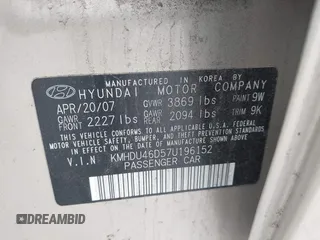 MANUFACTURED IN KOREA BY
HYUNDAI MOTOR COMPANY
APR/20/07 GVWR 3869 lbs PAINT 9W
GAWR FRONT 2227 lbs GAWR REAR 2094 lbs TRIM 9K
THIS VEHICLE CONFORMS TO ALL APPLICABLE
FEDERAL MOTOR VEHICLE SAFETY, BUMPER,
AND THEFT PREVENTION STANDARDS IN EFFECT ON
THE DATE OF MANUFACTURE SHOWN ABOVE.
V.I.N KMHDU46D57U196152
PASSENGER CAR
DREAMBID
.COM